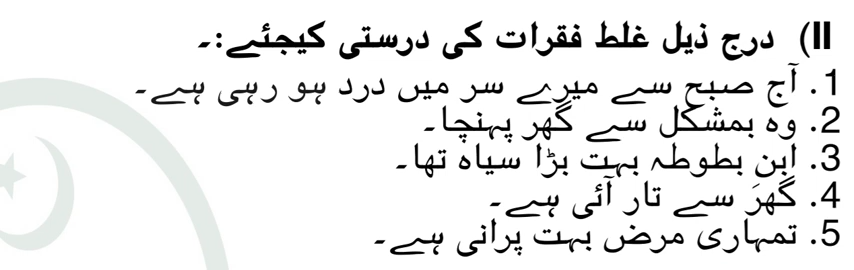 II) درج ذیل غلط فقرات کی درستی کیجئے:۔
1. آج صبح سے میرے سر میں درد ہو رہی ہے۔
2. وہ بمشکل سے گھر پہنچا۔
3. ابن بطوطہ بہت بڑا سیاہ تھا۔
4. گھرَ سے تار آئی ہے۔
5. تمہاری مرض بہت پرانی ہے۔